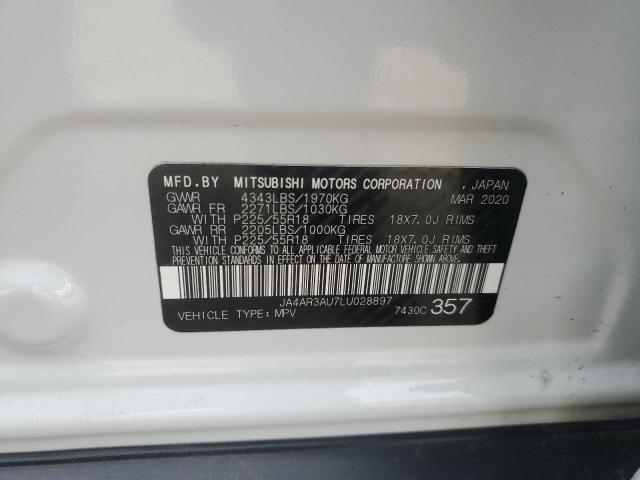 MFD.BY MITSUBISHI MOTORS CORPORATION . JAPAN
GVWR 4343LBS/1970KG MAR 2020
GAWR FR 2271LBS/1030KG
WITH P225/55R18 TIRES 18X7.0J RIMS
GAWR RR 2205LBS/1000KG
WITH P225/55R18 TIRES 18X7.0J RIMS
THIS VEHICLE CONFORMS TO ALL APPLICABLE FEDERAL MOTOR VEHICLE SAFETY AND THEFT
PREVENTION STANDARDS IN EFFECT ON THE DATE OF MANUFACTURE SHOWN ABOVE.
JA4AR3AU7LU028897
VEHICLE TYPE: MPV 7430C 357